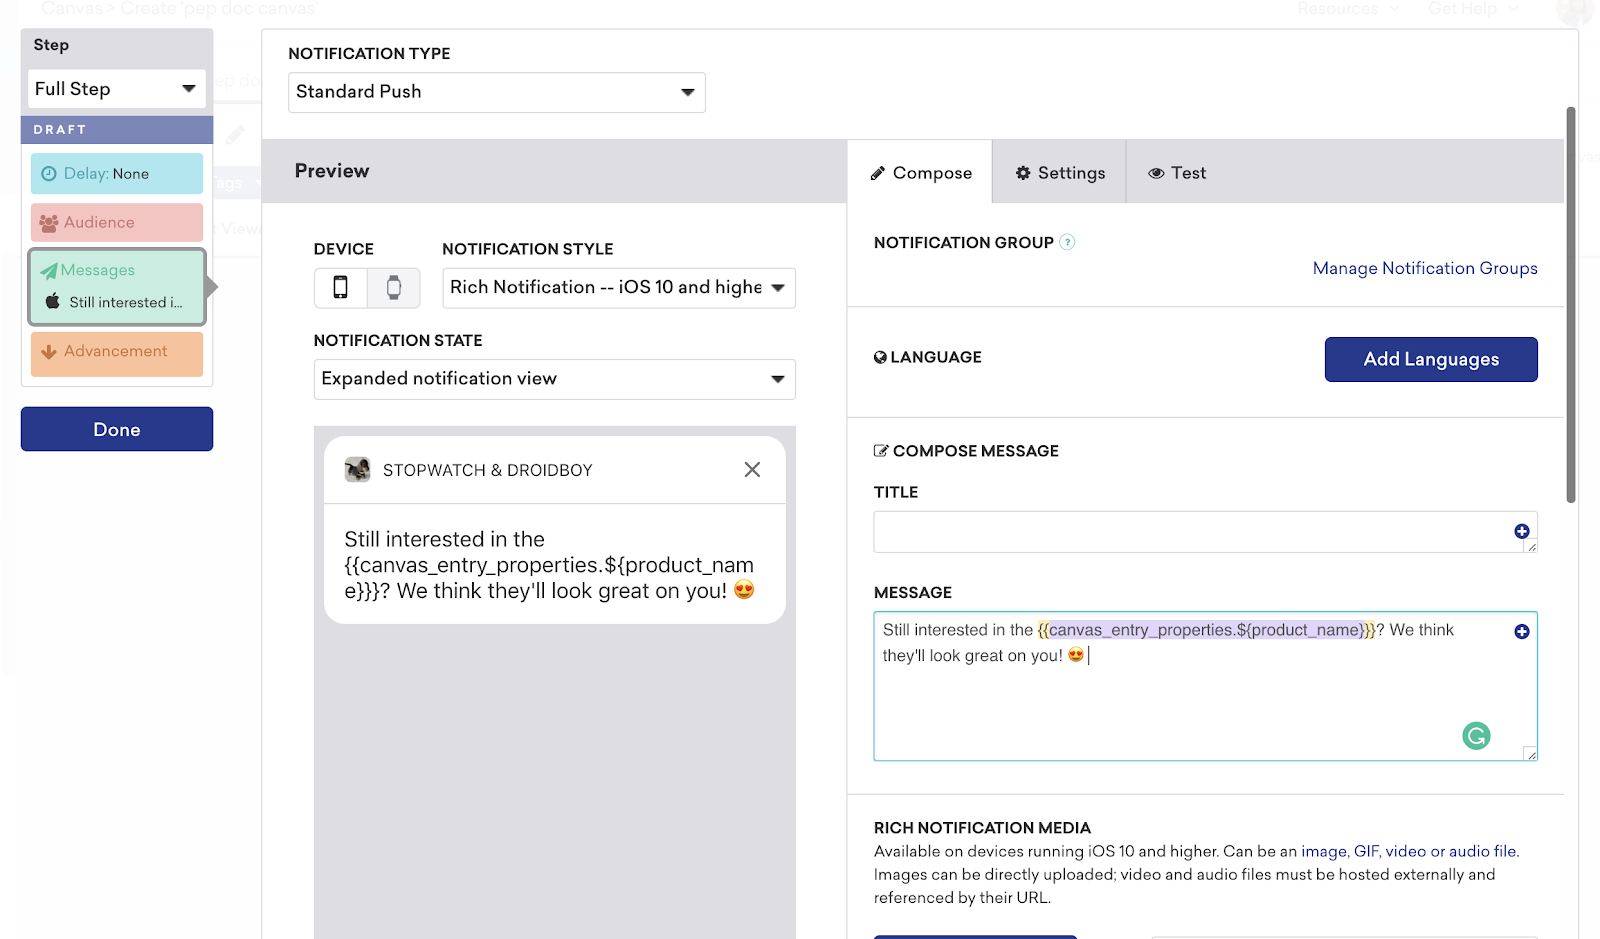 Canvas > Create 'pep doc canvas'
Resources
Get Help
Step
Full Step
DRAFT
Delay: None
Audience
Messages
Still interested i...
Advancement
Done
NOTIFICATION TYPE
Standard Push
Preview
DEVICE
NOTIFICATION STYLE
Rich Notification -- iOS 10 and highe
NOTIFICATION STATE
Expanded notification view
STOPWATCH & DROIDBOY
Still interested in the
{{canvas_entry_properties.${product_nam
e}}}? We think they'll look great on you! 😍
Compose
Settings
Test
NOTIFICATION GROUP ?
Manage Notification Groups
LANGUAGE
Add Languages
COMPOSE MESSAGE
TITLE
MESSAGE
Still interested in the {{canvas_entry_properties.${product_name}}}? We think
they'll look great on you! 😍
RICH NOTIFICATION MEDIA
Available on devices running iOS 10 and higher. Can be an image, GIF, video or audio file.
Images can be directly uploaded; video and audio files must be hosted externally and
referenced by their URL.